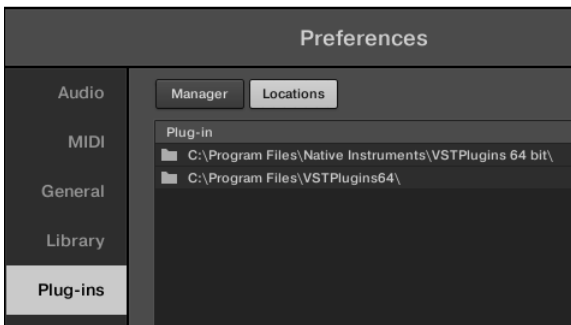 Preferences
Audio
Manager Locations
MIDI
Plug-in
C:\Program Files\Native Instruments\VSTPlugins 64 bit\
C:\Program Files\VSTPlugins64\
General
Library
Plug-ins